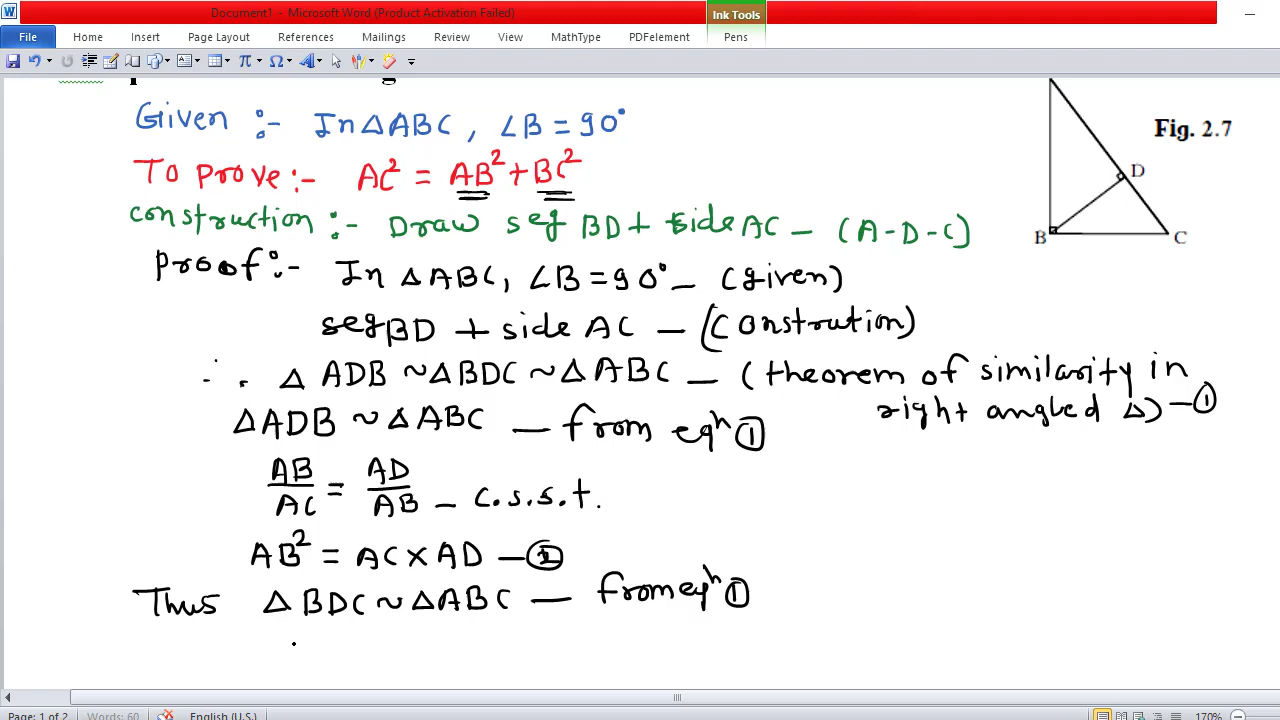 Document1 - Microsoft Word (Product Activation Failed)
Ink Tools
File Home Insert Page Layout References Mailings Review View MathType PDFelement Pens
Given :- In △ABC, ∠B = 90°
To prove :- AC² = AB² + BC²
construction :- Draw seg BD ⊥ side AC - (A-D-C)
Proof :- In △ABC, ∠B = 90° - (given)
seg BD ⊥ side AC - (Constrution)
∴ △ ADB ~ △BDC ~ △ABC - (theorem of similarity in
right angled △) - ①
△ADB ~ △ABC - from eqⁿ ①
AB/AC = AD/AB - c.s.s.t.
AB² = AC × AD - ②
Thus △ BDC ~ △ABC - from eqⁿ ①
Fig. 2.7
D
B
C
Page: 1 of 2 Words: 60 English (U.S.) 170%